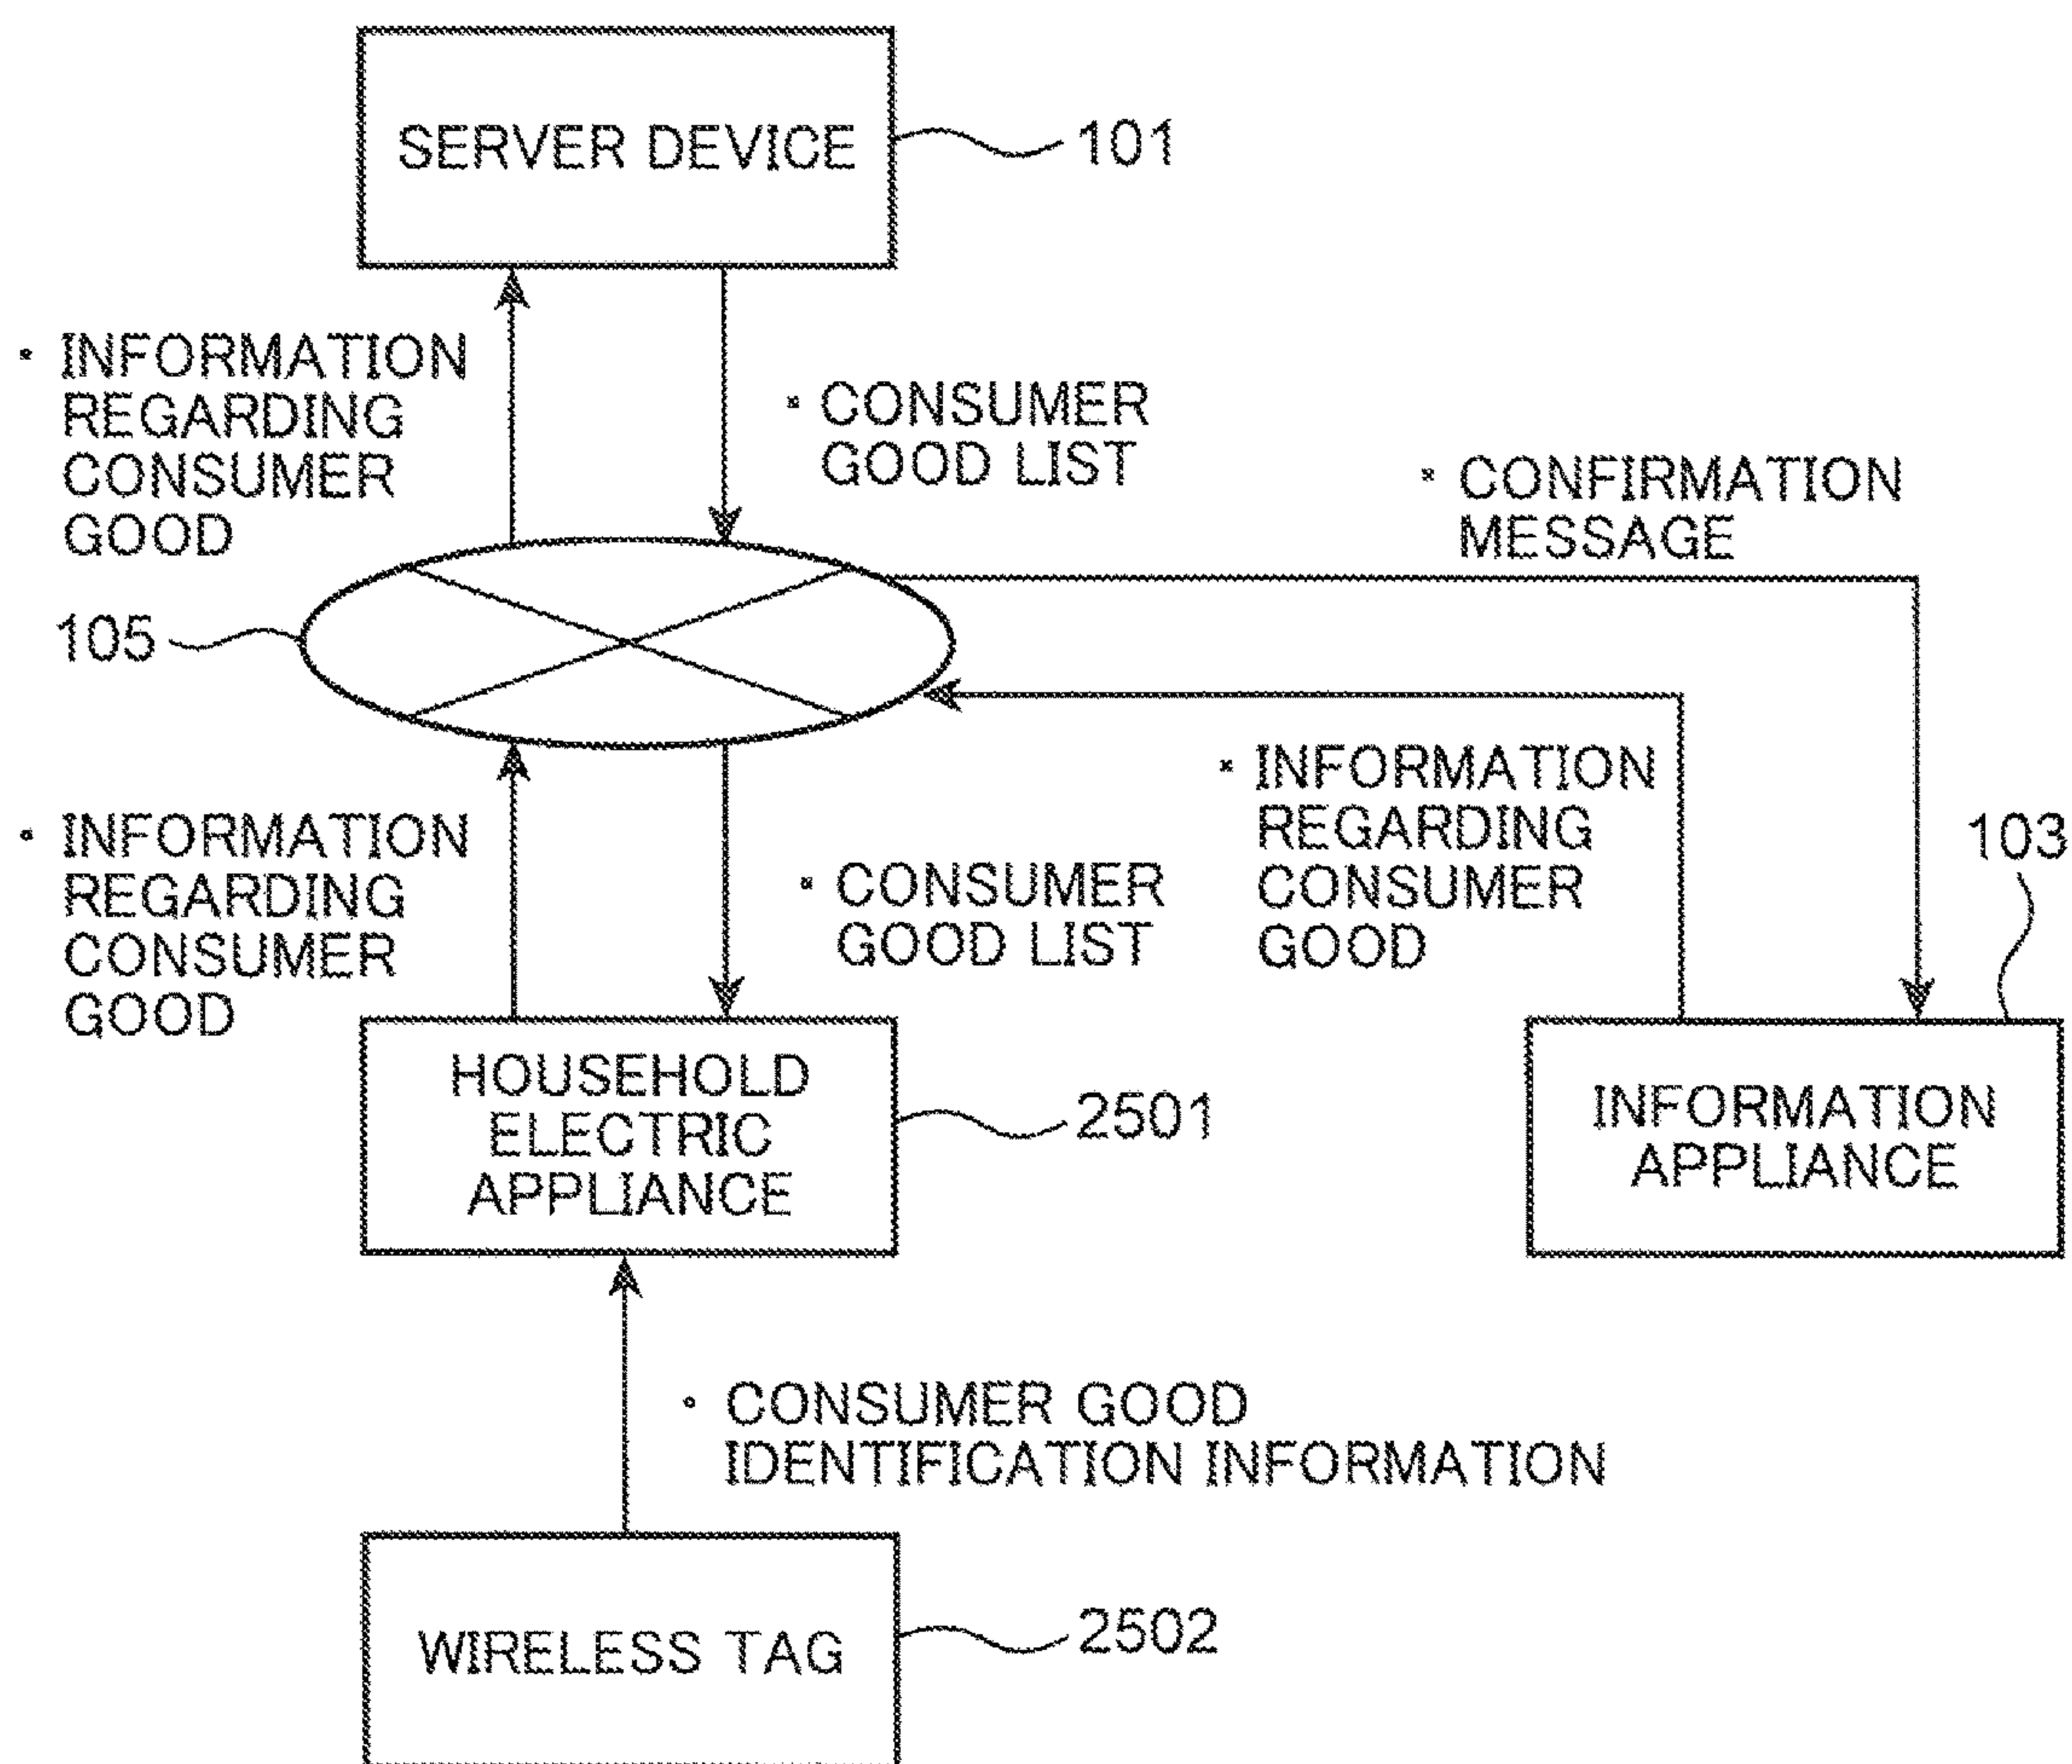 SERVER DEVICE
101
・ INFORMATION
REGARDING
CONSUMER
GOOD
・ CONSUMER
GOOD LIST
・ CONFIRMATION
MESSAGE
105
・ INFORMATION
REGARDING
CONSUMER
GOOD
・ CONSUMER
GOOD LIST
・ INFORMATION
REGARDING
CONSUMER
GOOD
103
HOUSEHOLD
ELECTRIC
APPLIANCE
2501
INFORMATION
APPLIANCE
・ CONSUMER GOOD
IDENTIFICATION INFORMATION
WIRELESS TAG
2502